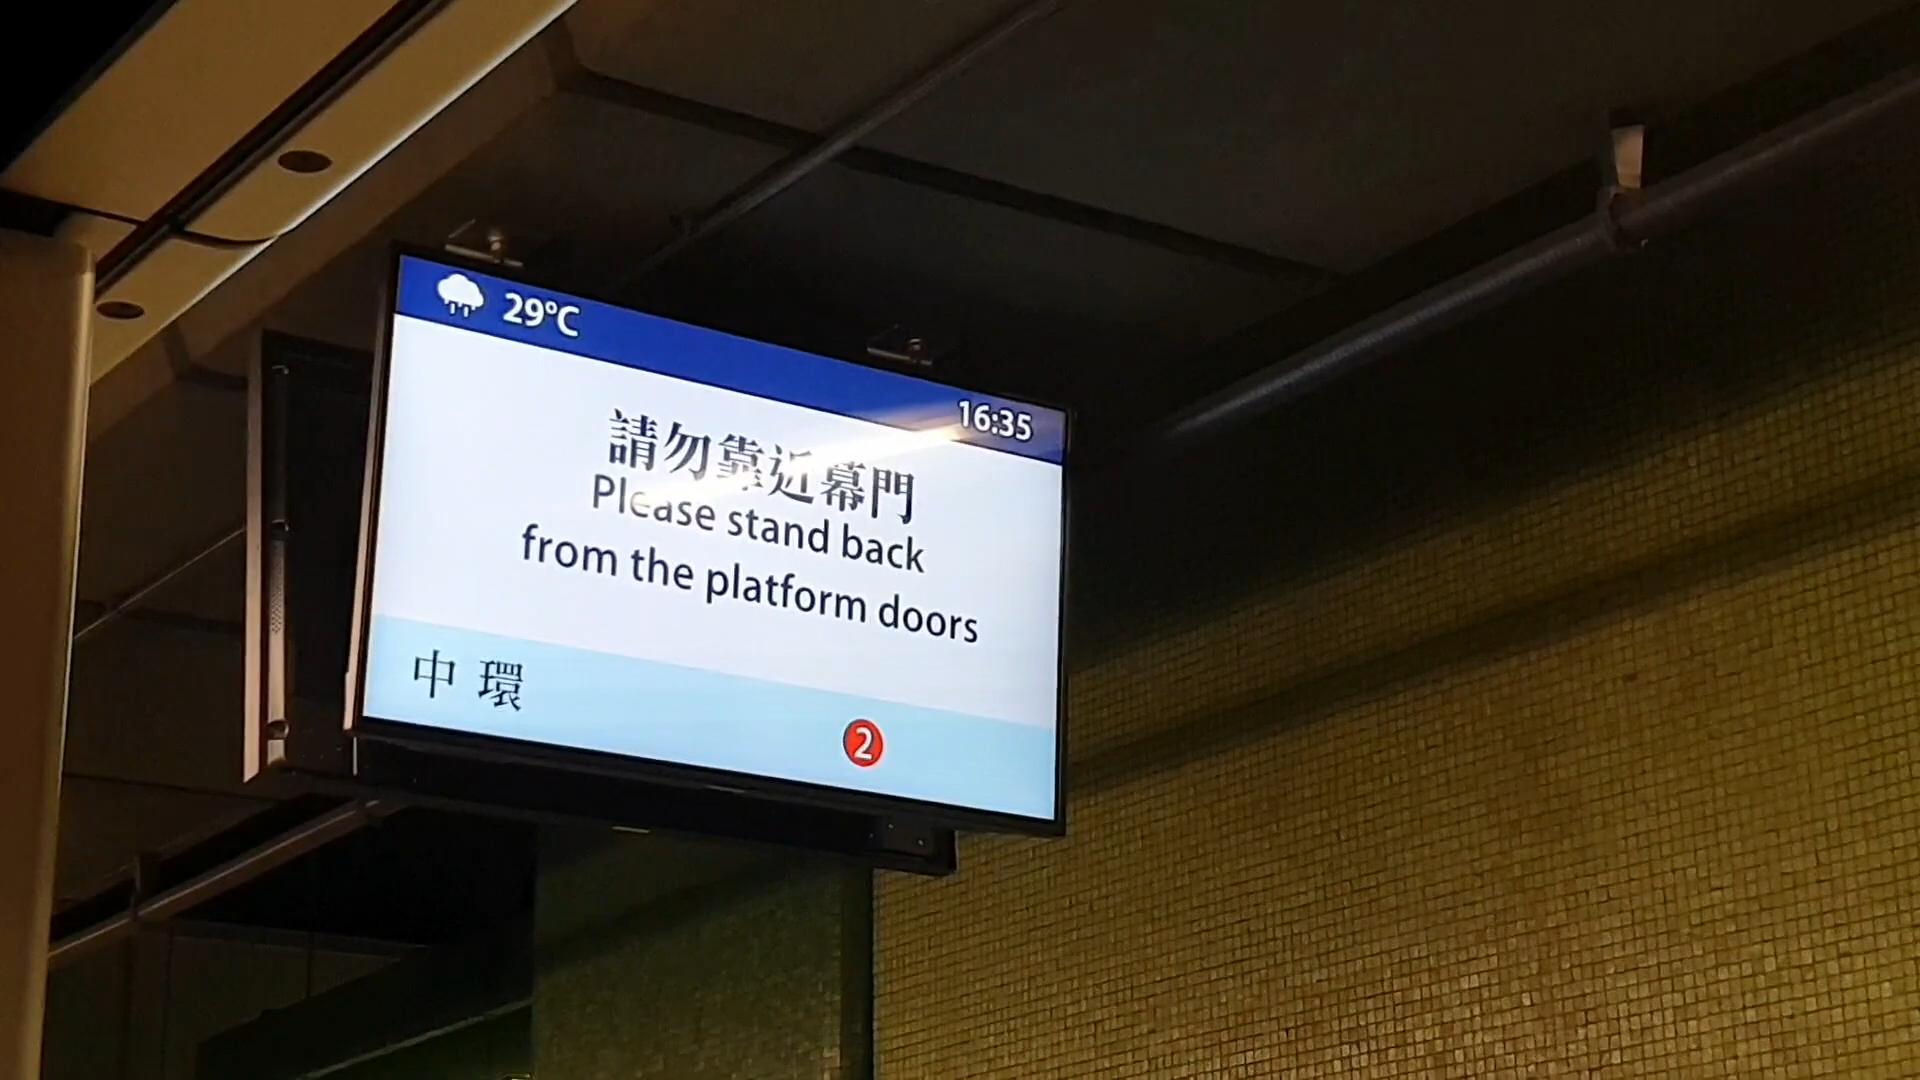 29°C
16:35
請勿靠近幕門
Please stand back
from the platform doors
中環
2